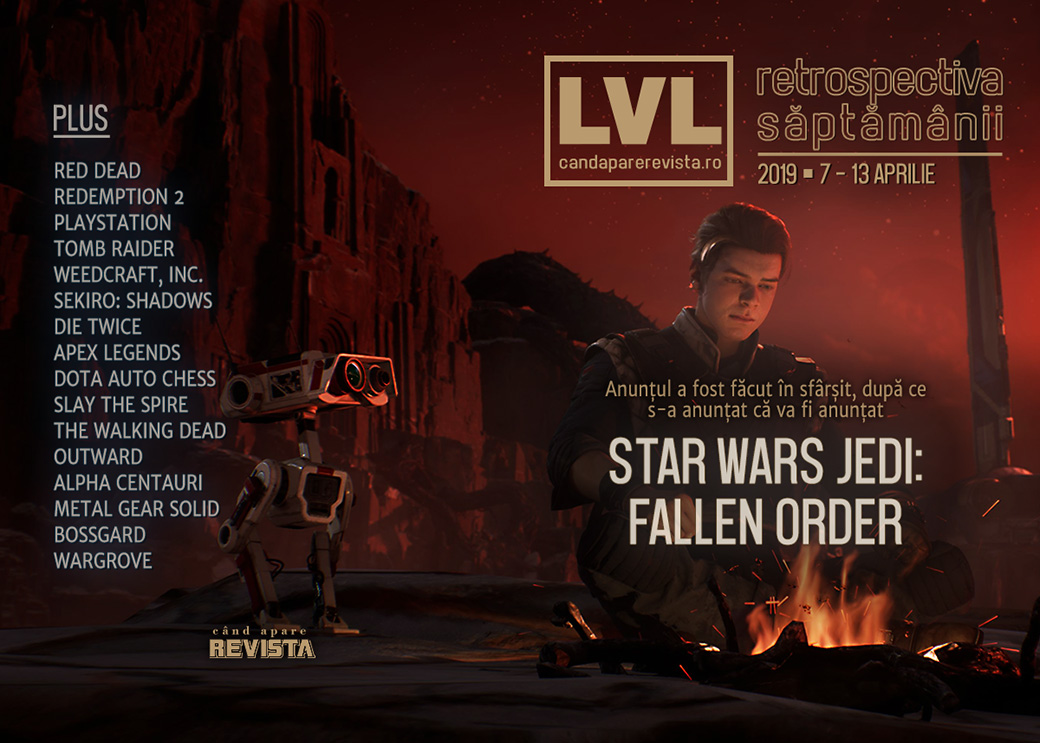 PLUS
RED DEAD
REDEMPTION 2
PLAYSTATION
TOMB RAIDER
WEEDCRAFT, INC.
SEKIRO: SHADOWS
DIE TWICE
APEX LEGENDS
DOTA AUTO CHESS
SLAY THE SPIRE
THE WALKING DEAD
OUTWARD
ALPHA CENTAURI
METAL GEAR SOLID
BOSSGARD
WARGROVE
când apare
REVISTA
LVL
candaparerevista.ro
retrospectiva
săptămânii
2019 ▪ 7 - 13 APRILIE
Anunțul a fost făcut în sfârșit, după ce
s-a anunțat că va fi anunțat
STAR WARS JEDI:
FALLEN ORDER